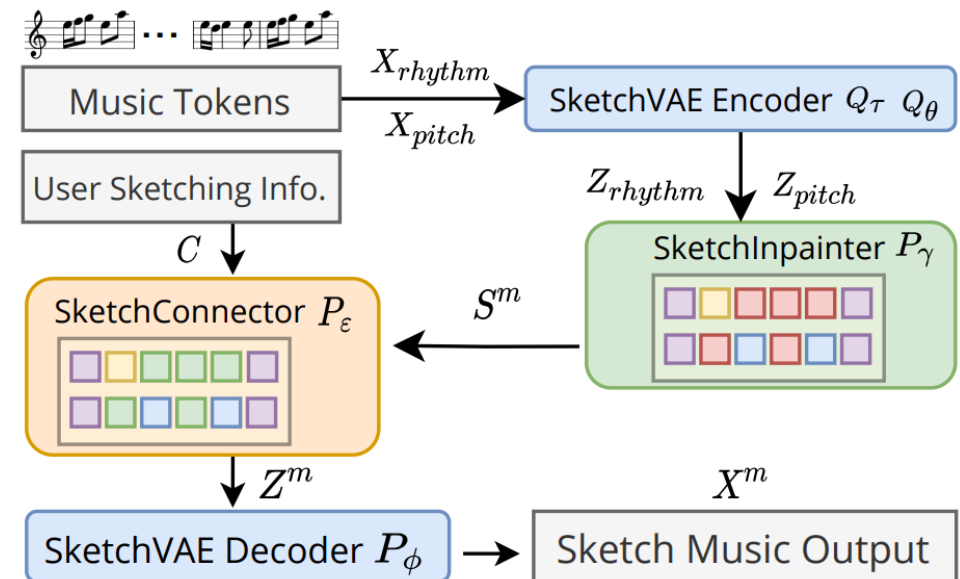 Music Tokens
X_rhythm
X_pitch
SketchVAE Encoder Q_τ Q_θ
User Sketching Info.
Z_rhythm Z_pitch
C
SketchInpainter P_γ
SketchConnector P_ε
S^m
Z^m
X^m
SketchVAE Decoder P_ϕ
Sketch Music Output